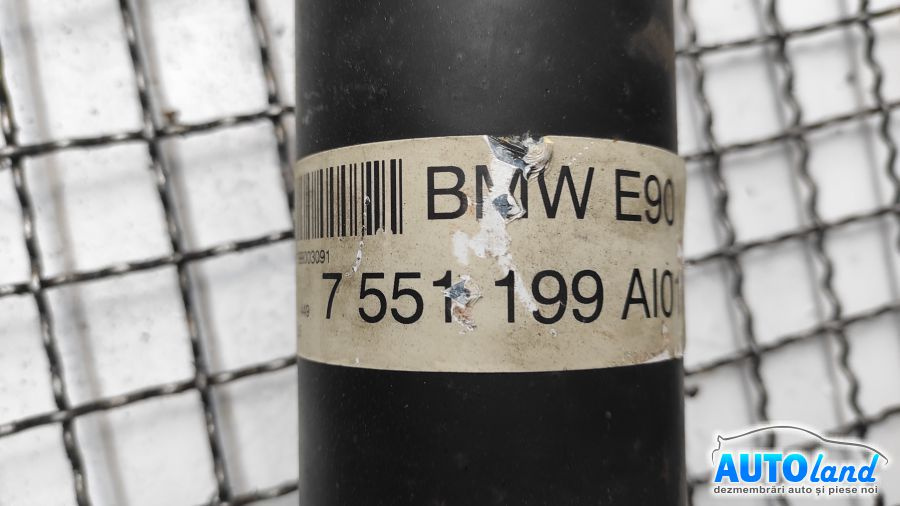 BMW E90
7 551 199 AI01
AUTOland
dezmembrări auto și piese noi